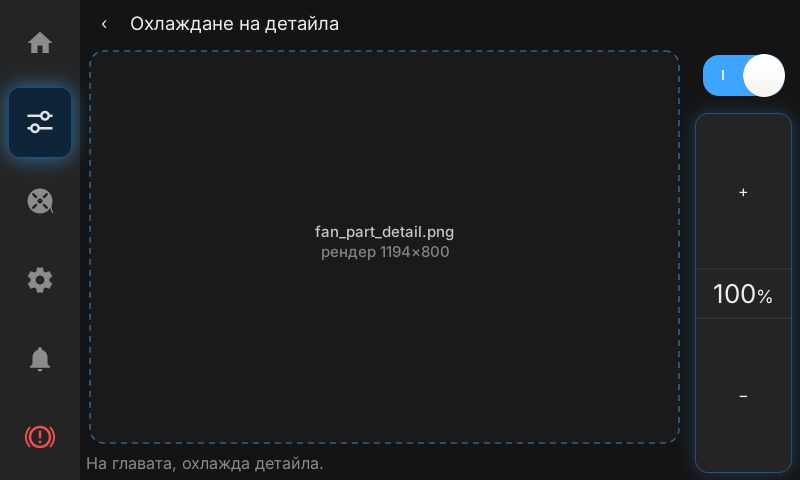 ‹ Охлаждане на детайла
I
fan_part_detail.png
рендер 1194×800
+
100%
−
На главата, охлажда детайла.